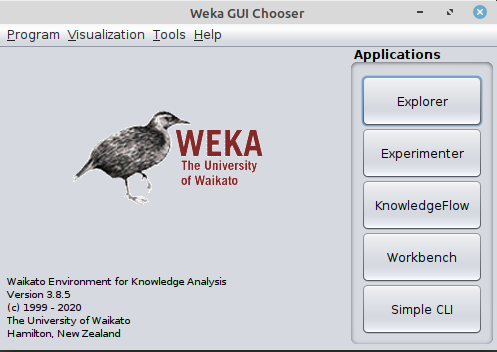 Weka GUI Chooser
Program Visualization Tools Help
Applications
Explorer
Experimenter
KnowledgeFlow
Workbench
Simple CLI
WEKA
The University
of Waikato
Waikato Environment for Knowledge Analysis
Version 3.8.5
(c) 1999 - 2020
The University of Waikato
Hamilton, New Zealand